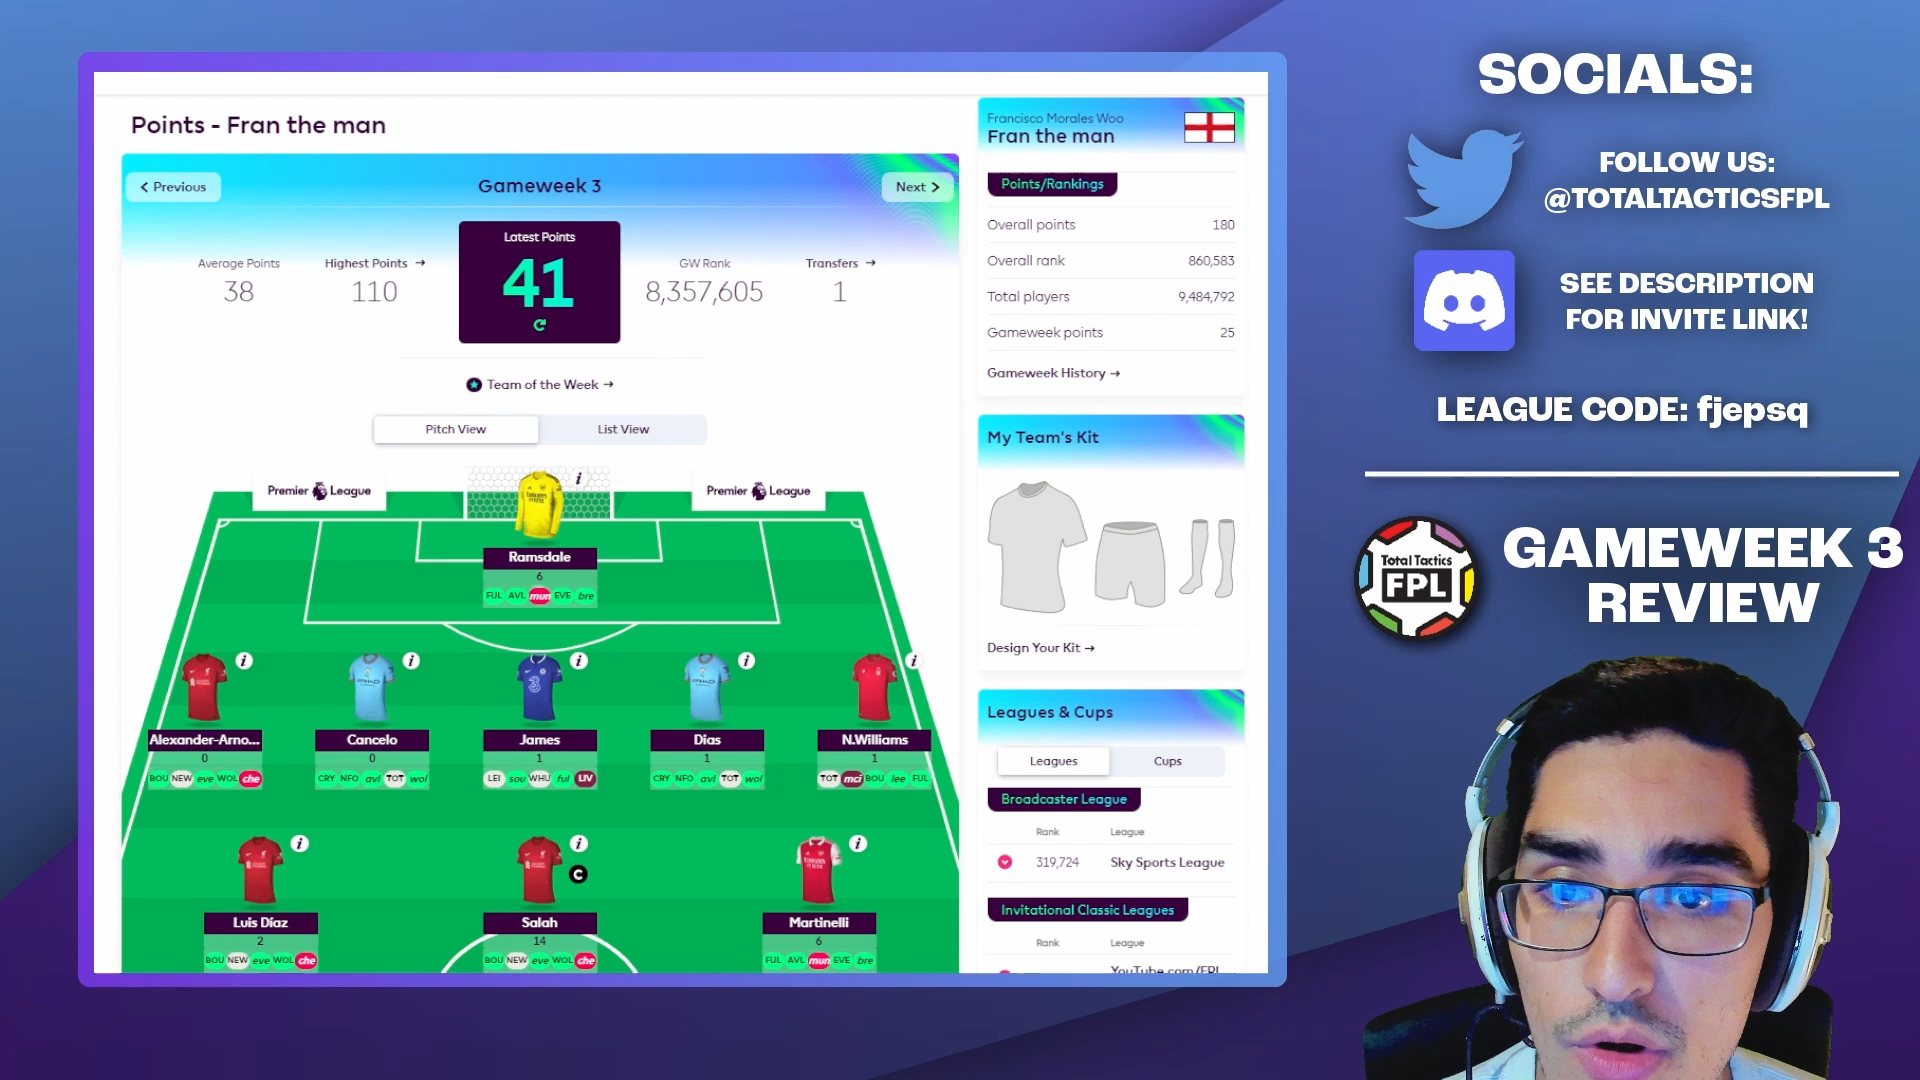 Points - Fran the man
Previous
Gameweek 3
Next
Latest Points
41
Average Points
38
Highest Points →
110
GW Rank
8,357,605
Transfers →
1
Team of the Week →
Pitch View
List View
Premier League
Premier League
Ramsdale
6
FUL AVL mun EVE bre
Alexander-Arno...
0
BOU NEW eve WOL che
Cancelo
0
CRY NFO avl TOT wol
James
1
LEI sou WHU ful LIV
Dias
1
CRY NFO avl TOT wol
N.Williams
1
TOT mci BOU lee FUL
Luis Díaz
2
BOU NEW eve WOL che
C
Salah
14
BOU NEW eve WOL che
Martinelli
6
FUL AVL mun EVE bre
Francisco Morales Woo
Fran the man
Points/Rankings
Overall points 180
Overall rank 860,583
Total players 9,484,792
Gameweek points 25
Gameweek History →
My Team's Kit
Design Your Kit →
Leagues & Cups
Leagues
Cups
Broadcaster League
Rank League
319,724 Sky Sports League
Invitational Classic Leagues
Rank League
YouTube.com/FPL
SOCIALS:
FOLLOW US:
@TOTALTACTICSFPL
SEE DESCRIPTION
FOR INVITE LINK!
LEAGUE CODE: fjepsq
Total Tactics
FPL
GAMEWEEK 3
REVIEW